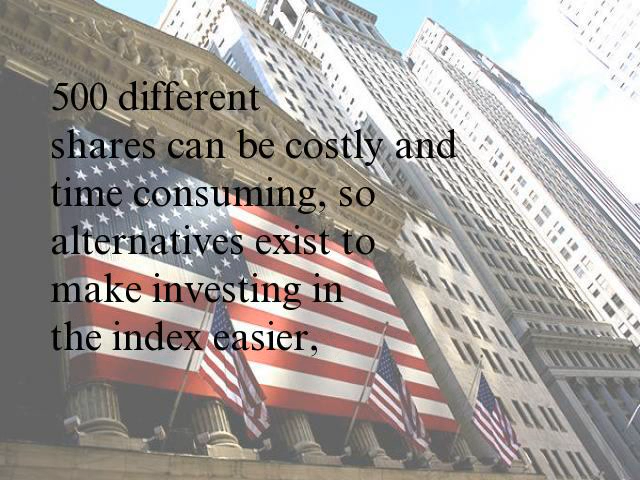 500 different
shares can be costly and
time consuming, so
alternatives exist to
make investing in
the index easier,